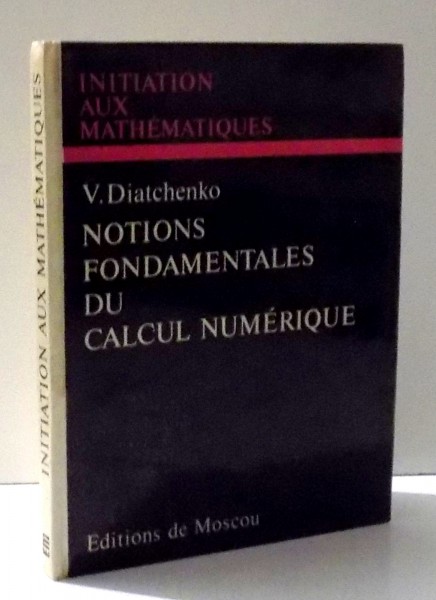 INITIATION
AUX
MATHÉMATIQUES
V. Diatchenko
NOTIONS
FONDAMENTALES
DU
CALCUL NUMÉRIQUE
Editions de Moscou
INITIATION AUX MATHÉMATIQUES